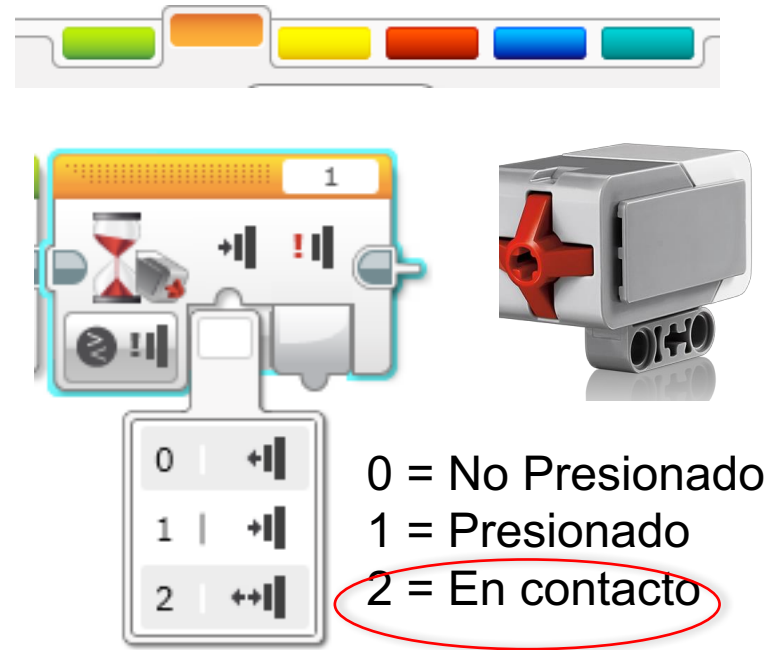 1
0
1
2
0 = No Presionado
1 = Presionado
2 = En contacto